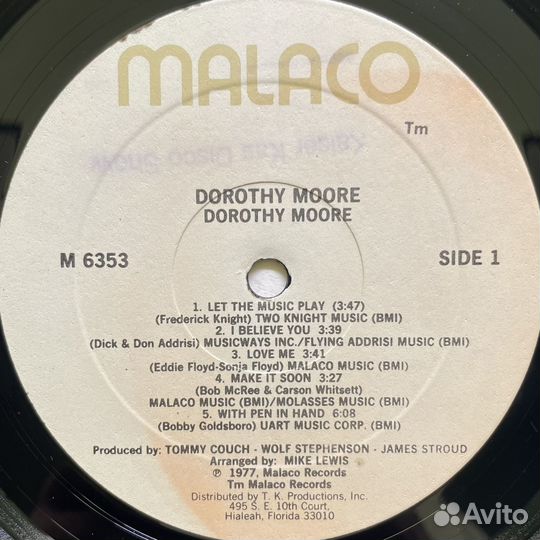 MALACO
Tm
Kaiser Kas Disco Show
DOROTHY MOORE
DOROTHY MOORE
M 6353
SIDE 1
1. LET THE MUSIC PLAY (3:47)
(Frederick Knight) TWO KNIGHT MUSIC (BMI)
2. I BELIEVE YOU 3:39
(Dick & Don Addrisi) MUSICWAYS INC./FLYING ADDRISI MUSIC (BMI)
3. LOVE ME 3:41
(Eddie Floyd-Sonja Floyd) MALACO MUSIC (BMI)
4. MAKE IT SOON 3:27
(Bob McRee & Carson Whitsett)
MALACO MUSIC (BMI)/MOLASSES MUSIC (BMI)
5. WITH PEN IN HAND 6:08
(Bobby Goldsboro) UART MUSIC CORP. (BMI)
Produced by: TOMMY COUCH - WOLF STEPHENSON - JAMES STROUD
Arranged by: MIKE LEWIS
℗ 1977, Malaco Records
Tm Malaco Records
Distributed by T. K. Productions, Inc.
495 S. E. 10th Court,
Hialeah, Florida 33010
Avito